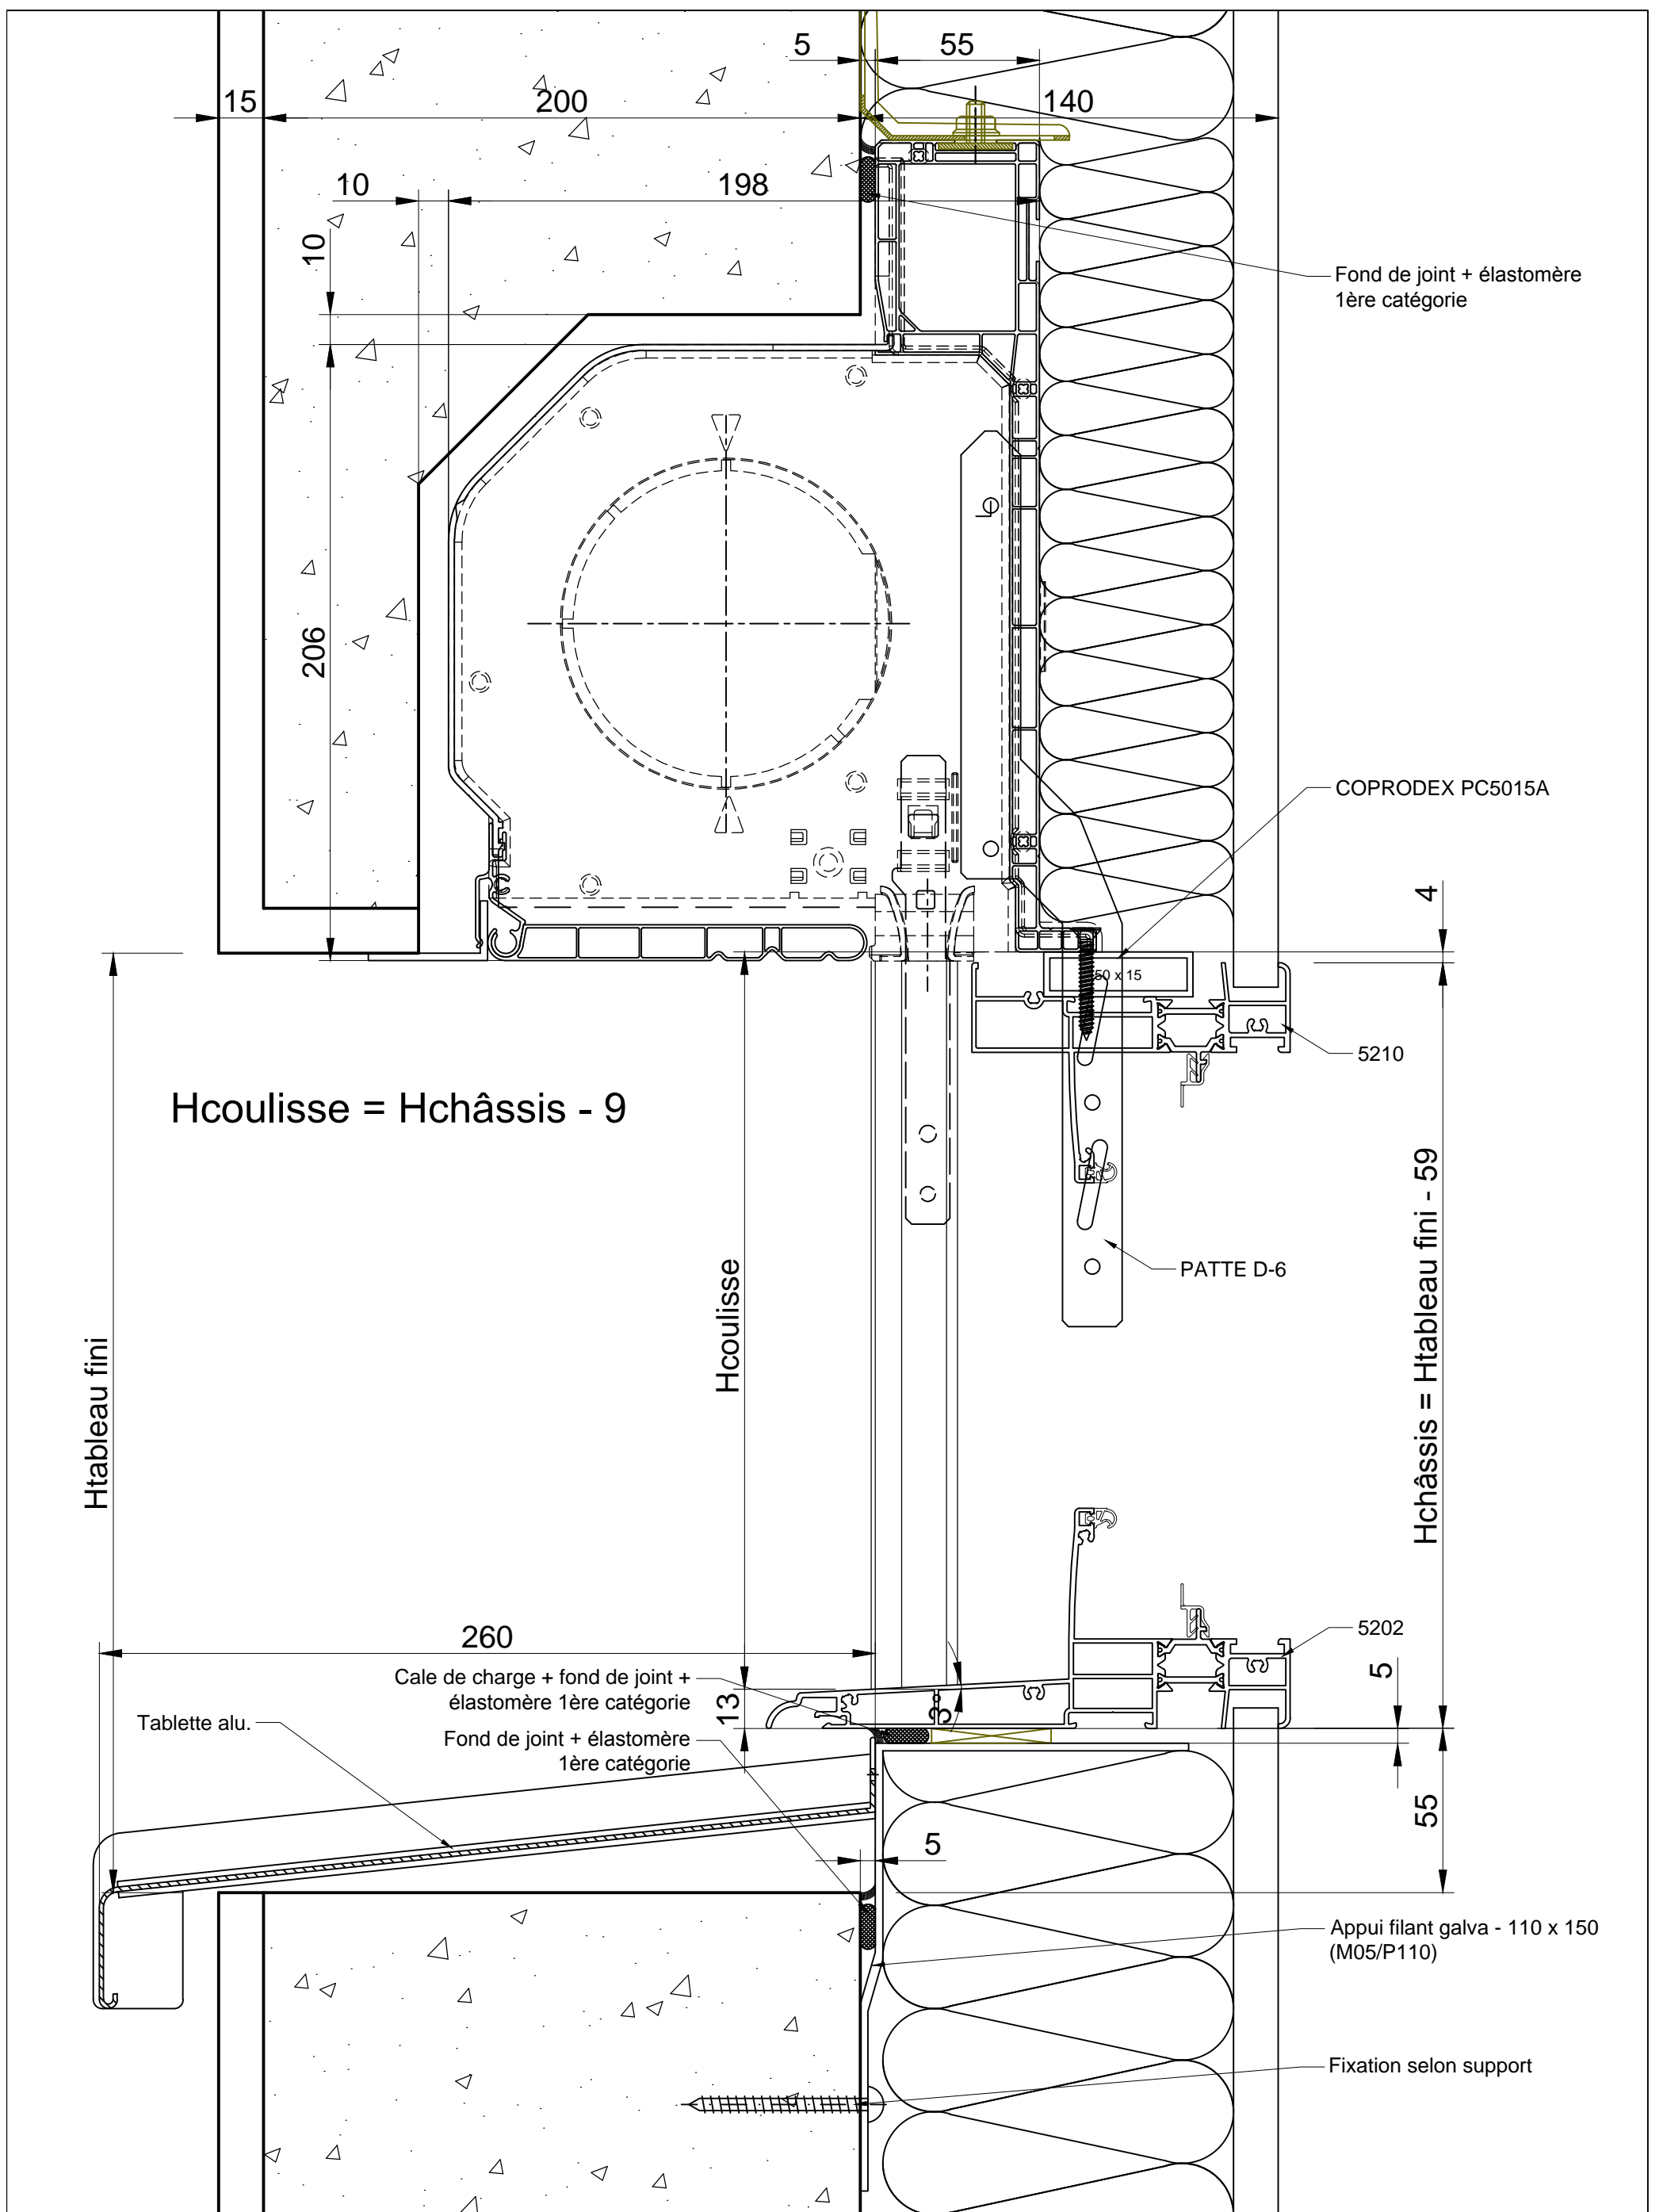 5
55
15
200
140
10
198
10
Fond de joint + élastomère
1ère catégorie
206
COPRODEX PC5015A
4
50 x 15
5210
Hcoulisse = Hchâssis - 9
PATTE D-6
Htableau fini
Hcoulisse
Hchâssis = Htableau fini - 59
260
5202
Cale de charge + fond de joint +
élastomère 1ère catégorie
13
3°
5
Tablette alu.
Fond de joint + élastomère
1ère catégorie
55
5
Appui filant galva - 110 x 150
(M05/P110)
Fixation selon support